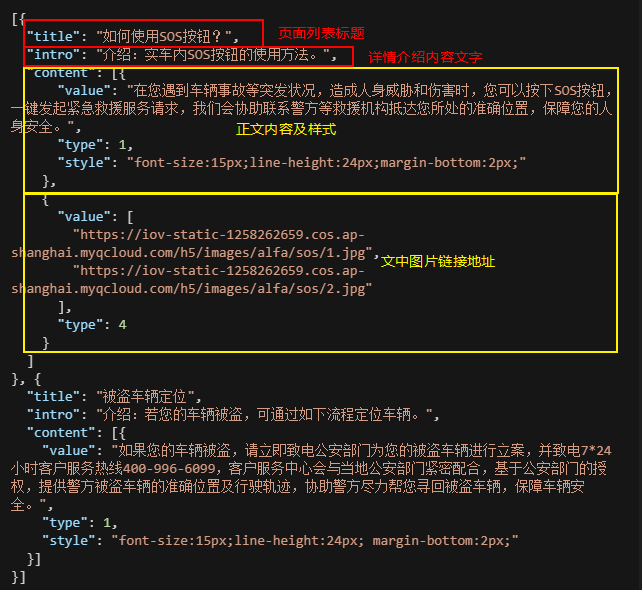 [{
"title": "如何使用SOS按钮？", 页面列表标题
"intro": "介绍：实车内SOS按钮的使用方法。", 详情介绍内容文字
"content": [{
"value": "在您遇到车辆事故等突发状况，造成人身威胁和伤害时，您可以按下SOS按钮，
一键发起紧急救援服务请求，我们会协助联系警方等救援机构抵达您所处的准确位置，保障您的人
身安全。", 正文内容及样式
"type": 1,
"style": "font-size:15px;line-height:24px;margin-bottom:2px;"
},
{
"value": [
"https://iov-static-1258262659.cos.ap-
shanghai.myqcloud.com/h5/images/alfa/sos/1.jpg", 文中图片链接地址
"https://iov-static-1258262659.cos.ap-
shanghai.myqcloud.com/h5/images/alfa/sos/2.jpg"
],
"type": 4
}
]
}, {
"title": "被盗车辆定位",
"intro": "介绍：若您的车辆被盗，可通过如下流程定位车辆。",
"content": [{
"value": "如果您的车辆被盗，请立即致电公安部门为您的被盗车辆进行立案，并致电7*24
小时客户服务热线400-996-6099，客户服务中心会与当地公安部门紧密配合，基于公安部门的授
权，提供警方被盗车辆的准确位置及行驶轨迹，协助警方尽力帮您寻回被盗车辆，保障车辆安
全。",
"type": 1,
"style": "font-size:15px;line-height:24px; margin-bottom:2px;"
}]
}]